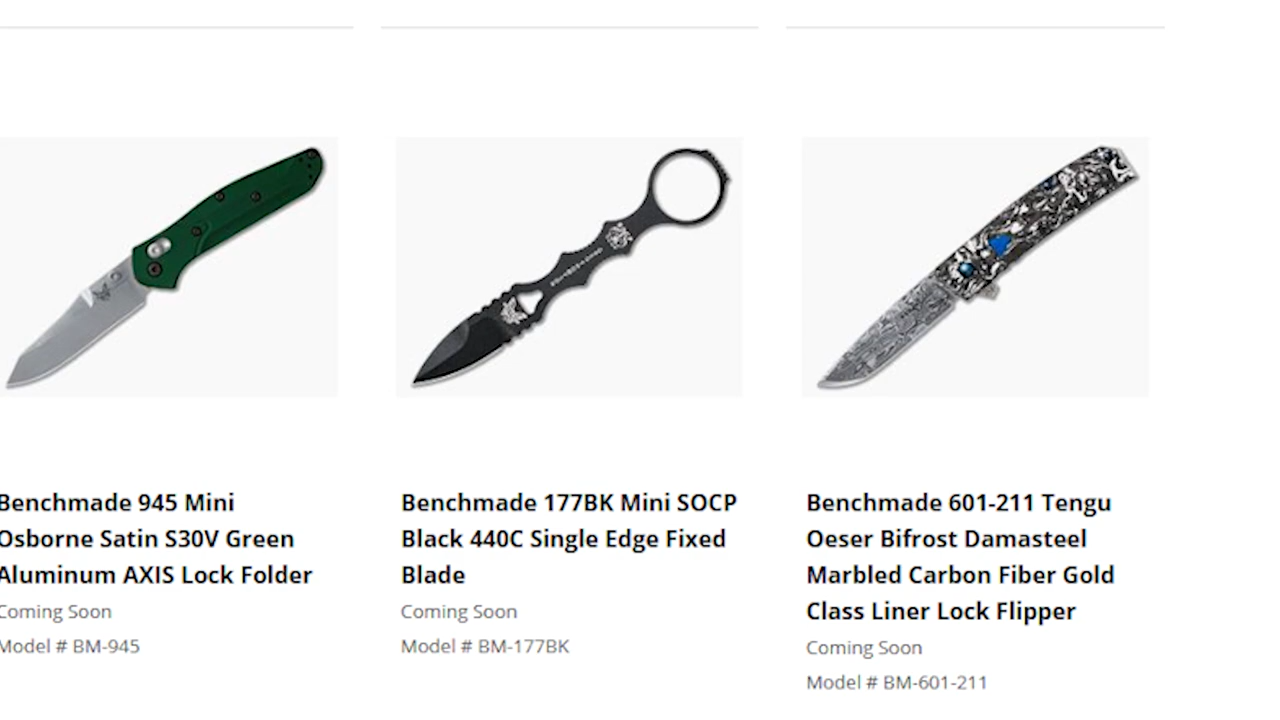 Benchmade 945 Mini
Osborne Satin S30V Green
Aluminum AXIS Lock Folder
Coming Soon
Model # BM-945
Benchmade 177BK Mini SOCP
Black 440C Single Edge Fixed
Blade
Coming Soon
Model # BM-177BK
Benchmade 601-211 Tengu
Oeser Bifrost Damasteel
Marbled Carbon Fiber Gold
Class Liner Lock Flipper
Coming Soon
Model # BM-601-211